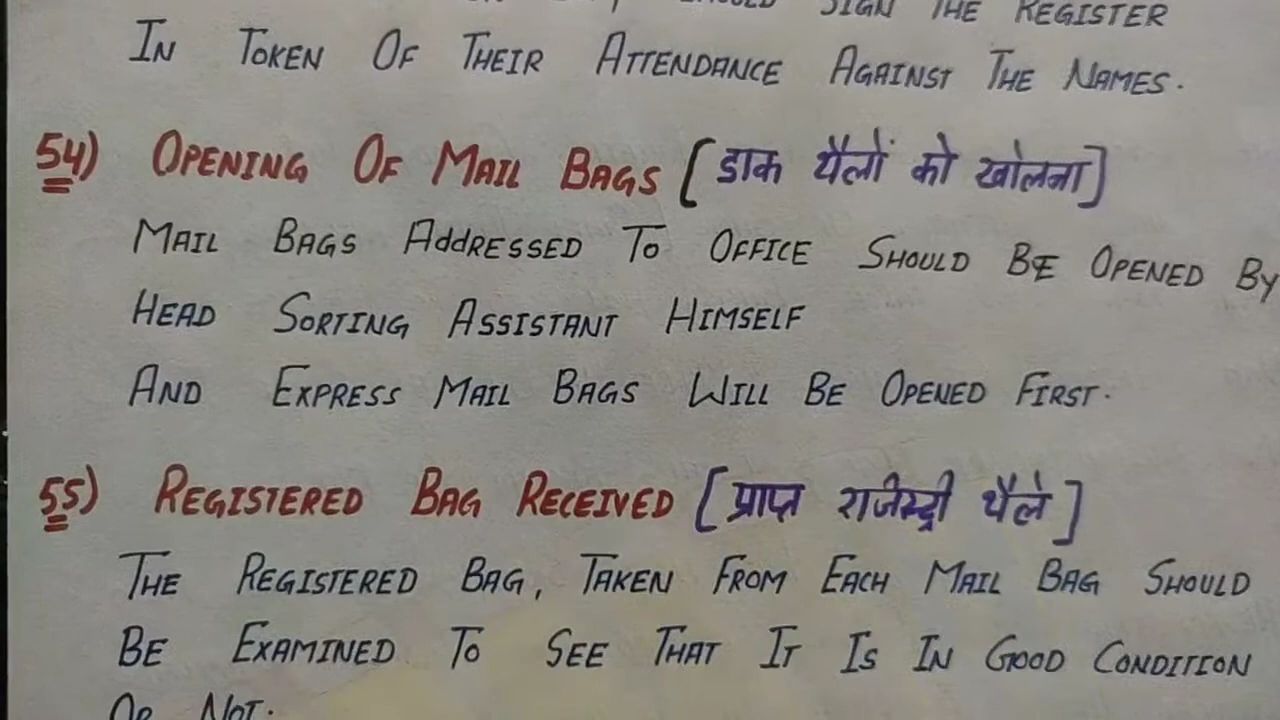 SIGN THE REGISTER
IN TOKEN OF THEIR ATTENDANCE AGAINST THE NAMES.
54) OPENING OF MAIL BAGS [डाक थैलों को खोलना]
MAIL BAGS ADDRESSED TO OFFICE SHOULD BE OPENED BY
HEAD SORTING ASSISTANT HIMSELF
AND EXPRESS MAIL BAGS WILL BE OPENED FIRST.
55) REGISTERED BAG RECEIVED [प्राप्त राजेस्ट्री थैले]
THE REGISTERED BAG, TAKEN FROM EACH MAIL BAG SHOULD
BE EXAMINED TO SEE THAT IT IS IN GOOD CONDITION
OR NOT.